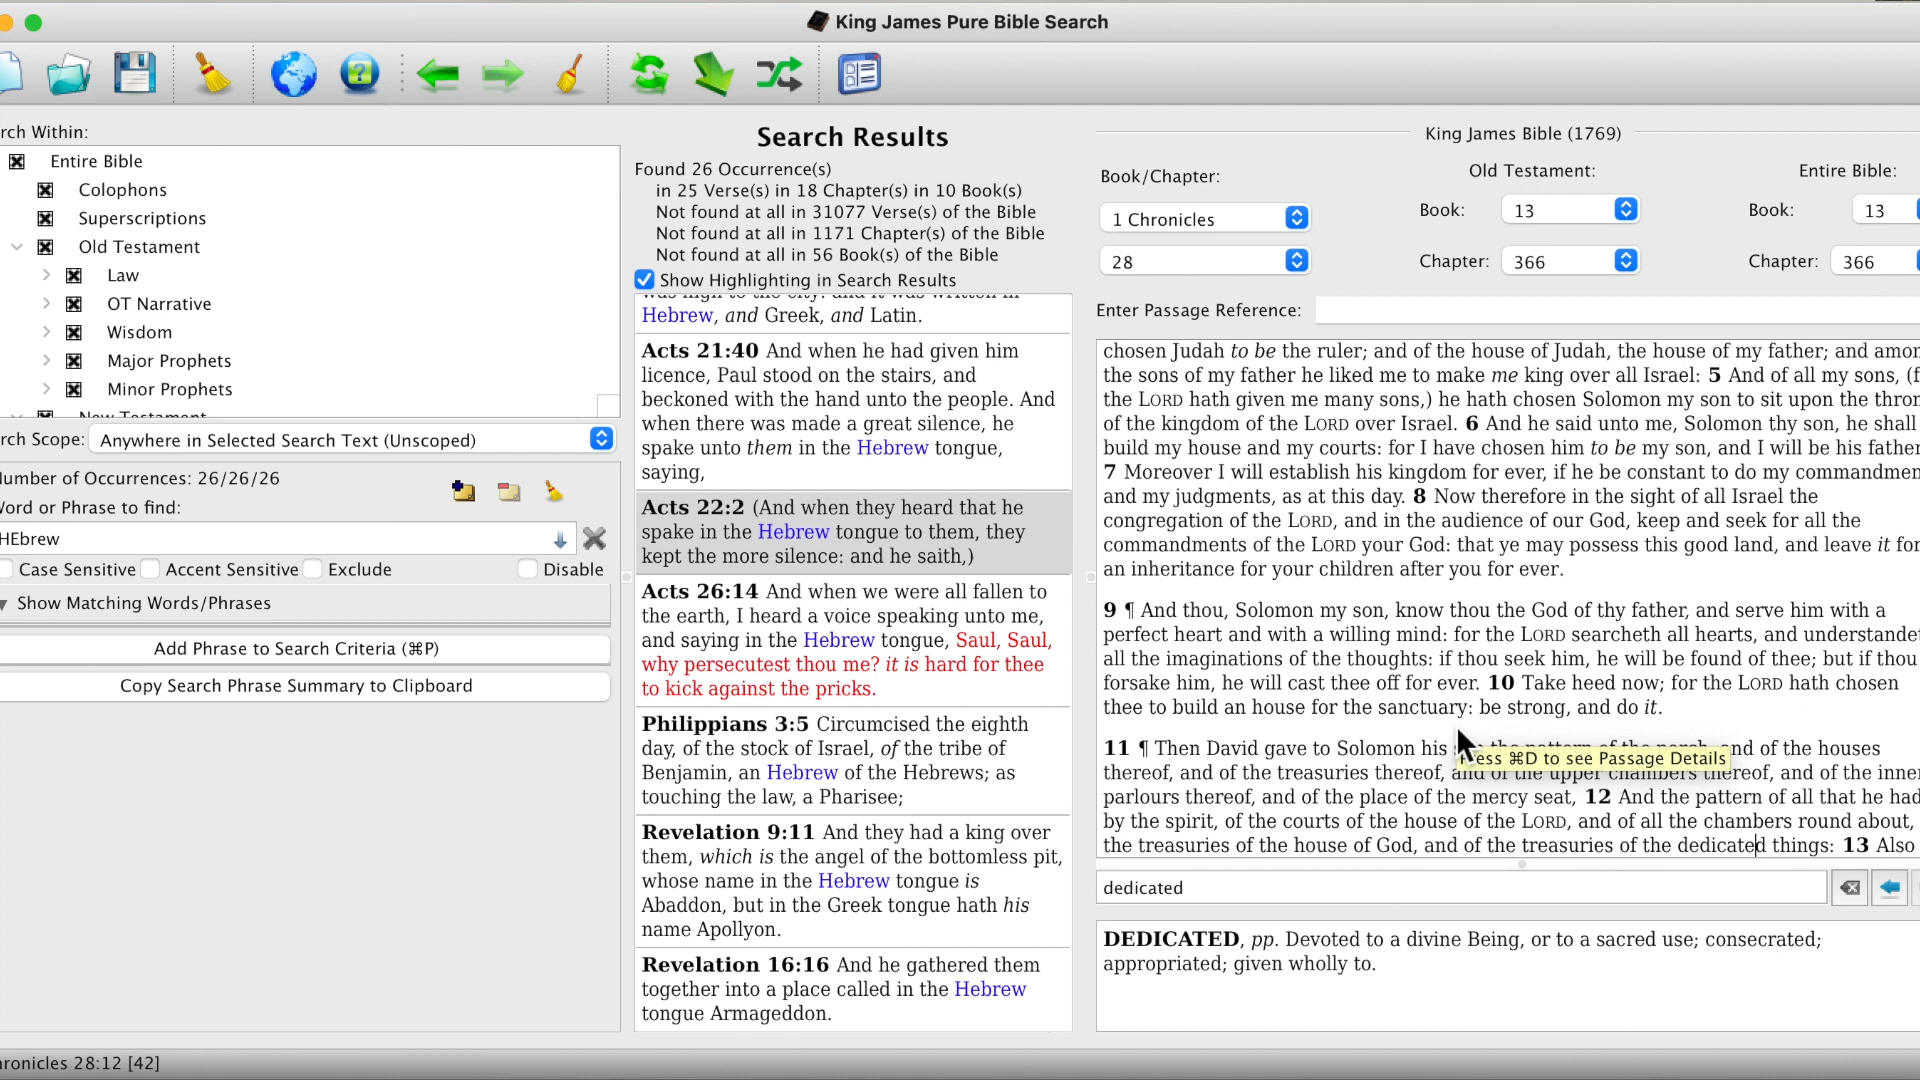 King James Pure Bible Search
rch Within:
Entire Bible
Colophons
Superscriptions
Old Testament
Law
OT Narrative
Wisdom
Major Prophets
Minor Prophets
New Testament
rch Scope: Anywhere in Selected Search Text (Unscoped)
umber of Occurrences: 26/26/26
ord or Phrase to find:
HEbrew
Case Sensitive Accent Sensitive Exclude Disable
Show Matching Words/Phrases
Add Phrase to Search Criteria (⌘P)
Copy Search Phrase Summary to Clipboard
Search Results
Found 26 Occurrence(s)
in 25 Verse(s) in 18 Chapter(s) in 10 Book(s)
Not found at all in 31077 Verse(s) of the Bible
Not found at all in 1171 Chapter(s) of the Bible
Not found at all in 56 Book(s) of the Bible
Show Highlighting in Search Results
was nigh to the city: and it was written in
Hebrew, and Greek, and Latin.
Acts 21:40 And when he had given him
licence, Paul stood on the stairs, and
beckoned with the hand unto the people. And
when there was made a great silence, he
spake unto them in the Hebrew tongue,
saying,
Acts 22:2 (And when they heard that he
spake in the Hebrew tongue to them, they
kept the more silence: and he saith,)
Acts 26:14 And when we were all fallen to
the earth, I heard a voice speaking unto me,
and saying in the Hebrew tongue, Saul, Saul,
why persecutest thou me? it is hard for thee
to kick against the pricks.
Philippians 3:5 Circumcised the eighth
day, of the stock of Israel, of the tribe of
Benjamin, an Hebrew of the Hebrews; as
touching the law, a Pharisee;
Revelation 9:11 And they had a king over
them, which is the angel of the bottomless pit,
whose name in the Hebrew tongue is
Abaddon, but in the Greek tongue hath his
name Apollyon.
Revelation 16:16 And he gathered them
together into a place called in the Hebrew
tongue Armageddon.
King James Bible (1769)
Book/Chapter: Old Testament: Entire Bible:
1 Chronicles Book: 13 Book: 13
28 Chapter: 366 Chapter: 366
Enter Passage Reference:
chosen Judah to be the ruler; and of the house of Judah, the house of my father; and amon
the sons of my father he liked me to make me king over all Israel: 5 And of all my sons, (f
the LORD hath given me many sons,) he hath chosen Solomon my son to sit upon the thron
of the kingdom of the LORD over Israel. 6 And he said unto me, Solomon thy son, he shall
build my house and my courts: for I have chosen him to be my son, and I will be his father
7 Moreover I will establish his kingdom for ever, if he be constant to do my commandmen
and my judgments, as at this day. 8 Now therefore in the sight of all Israel the
congregation of the LORD, and in the audience of our God, keep and seek for all the
commandments of the LORD your God: that ye may possess this good land, and leave it for
an inheritance for your children after you for ever.
9 ¶ And thou, Solomon my son, know thou the God of thy father, and serve him with a
perfect heart and with a willing mind: for the LORD searcheth all hearts, and understandet
all the imaginations of the thoughts: if thou seek him, he will be found of thee; but if thou
forsake him, he will cast thee off for ever. 10 Take heed now; for the LORD hath chosen
thee to build an house for the sanctuary: be strong, and do it.
11 ¶ Then David gave to Solomon his son the pattern of the porch, and of the houses
Press ⌘D to see Passage Details
thereof, and of the treasuries thereof, and of the upper chambers thereof, and of the inne
parlours thereof, and of the place of the mercy seat, 12 And the pattern of all that he had
by the spirit, of the courts of the house of the LORD, and of all the chambers round about,
the treasuries of the house of God, and of the treasuries of the dedicated things: 13 Also
dedicated
DEDICATED, pp. Devoted to a divine Being, or to a sacred use; consecrated;
appropriated; given wholly to.
hronicles 28:12 [42]